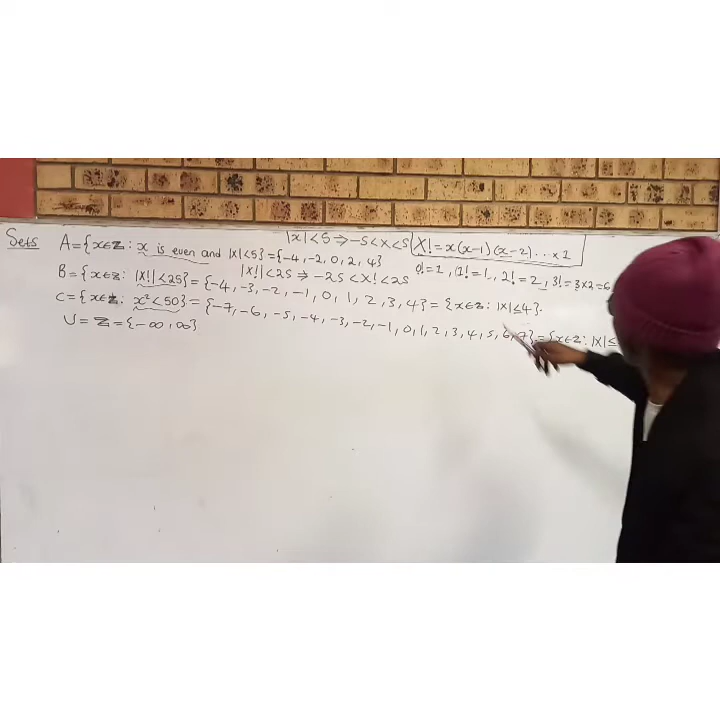 Sets
|x|<5 ⇒ -5<x<5
X! = x(x-1)(x-2)...×1
A={x∈Z: x is even and |x|<5}={-4, -2, 0, 2, 4}
0!=1, 1!=1, 2!=2, 3!=3×2=6
B={x∈Z: |X!|<25}={-4, -3, -2, -1, 0, 1, 2, 3, 4}={x∈Z: |x|≤4}.
|X!|<25 ⇒ -25<X!<25
C={x∈Z: x²<50}={-7, -6, -5, -4, -3, -2, -1, 0, 1, 2, 3, 4, 5, 6, 7}={x∈Z: |x|≤
U=Z={-∞, ∞}